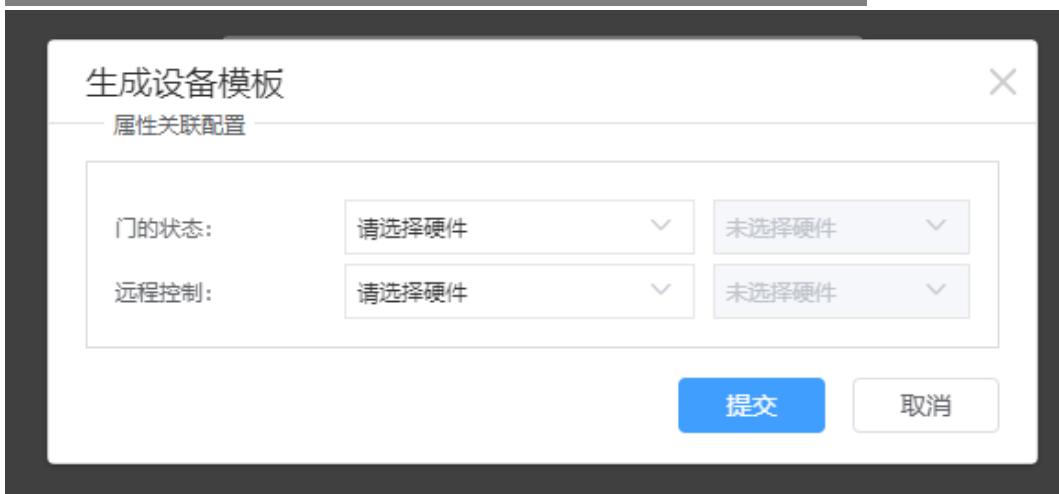 生成设备模板
属性关联配置
门的状态: 请选择硬件 未选择硬件
远程控制: 请选择硬件 未选择硬件
提交 取消